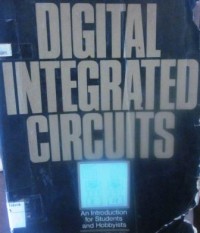 DIGITAL
INTEGRATED
CIRCUITS
An Introduction
for Students
and Hobbyists